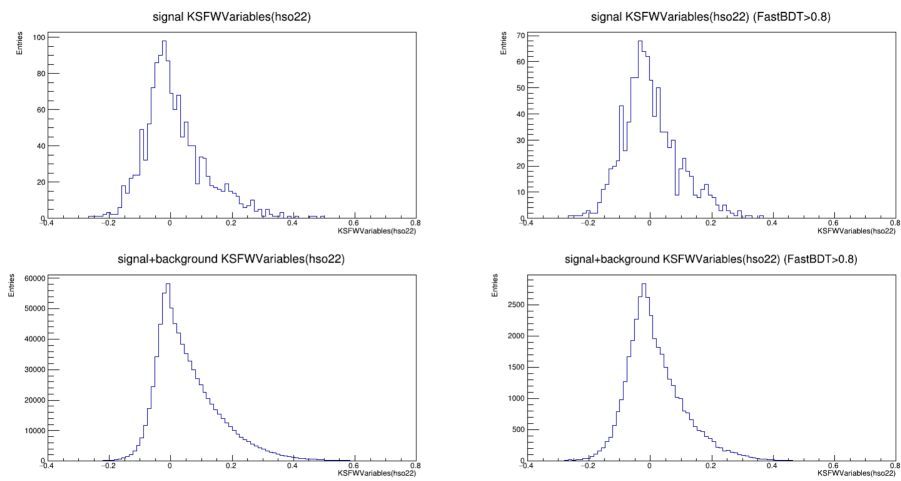 signal KSFWVariables(hso22)
Entries
100
80
60
40
20
0
−0.4 −0.2 0 0.2 0.4 0.6 0.8
KSFWVariables(hso22)
signal KSFWVariables(hso22) (FastBDT>0.8)
Entries
70
60
50
40
30
20
10
0
−0.4 −0.2 0 0.2 0.4 0.6 0.8
KSFWVariables(hso22)
signal+background KSFWVariables(hso22)
Entries
60000
50000
40000
30000
20000
10000
0
−0.4 −0.2 0 0.2 0.4 0.6 0.8
KSFWVariables(hso22)
signal+background KSFWVariables(hso22) (FastBDT>0.8)
Entries
2500
2000
1500
1000
500
0
−0.4 −0.2 0 0.2 0.4 0.6 0.8
KSFWVariables(hso22)